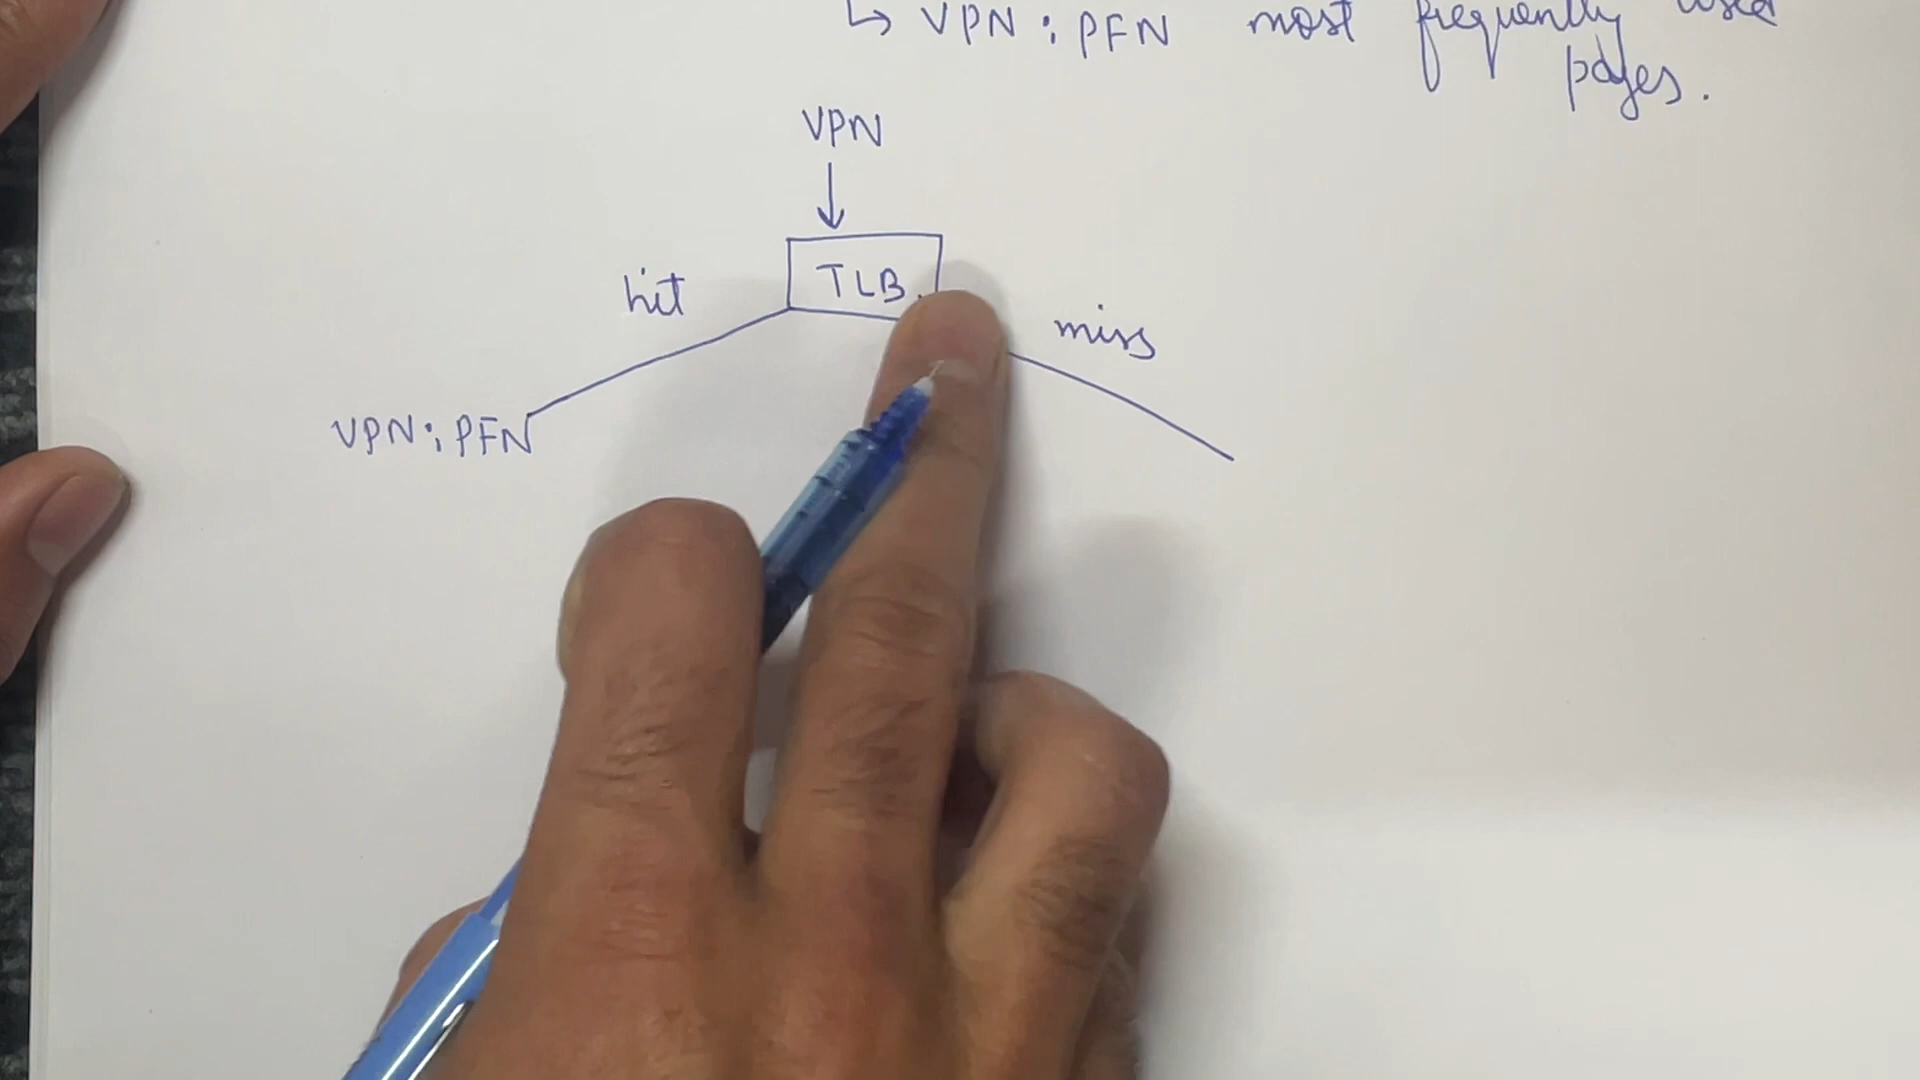 ↳ VPN : PFN most frequently used
pages.
VPN
TLB
hit
miss
VPN : PFN